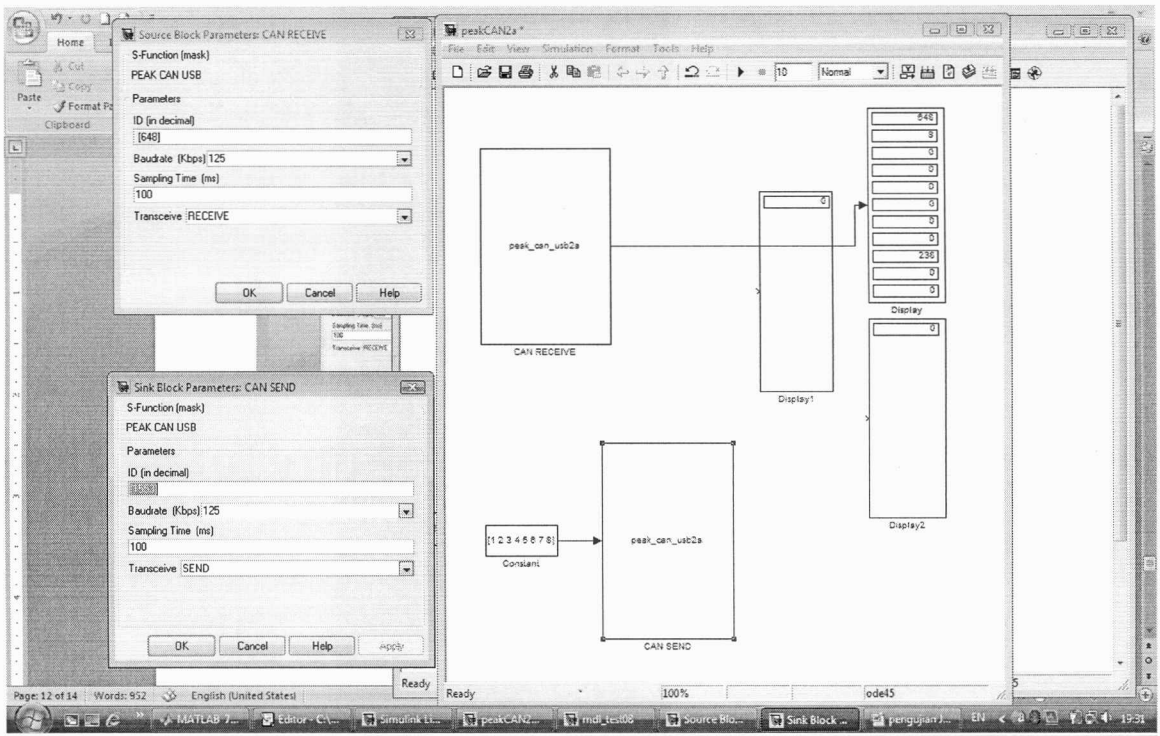 Home
Cut
Copy
Paste
Format Pa
Clipboard
Source Block Parameters: CAN RECEIVE
S-Function (mask)
PEAK CAN USB
Parameters
ID (in decimal)
[648]
Baudrate (Kbps) 125
Sampling Time (ms)
100
Transceive RECEIVE
OK Cancel Help
Sampling Time (ms)
100
Transceive RECEIVE
Sink Block Parameters: CAN SEND
S-Function (mask)
PEAK CAN USB
Parameters
ID (in decimal)
Baudrate (Kbps) 125
Sampling Time (ms)
100
Transceive SEND
OK Cancel Help Apply
peakCAN2a *
File Edit View Simulation Format Tools Help
10 Normal
peak_can_usb2a
CAN RECEIVE
0
Display1
648
8
0
0
0
0
0
0
236
0
0
Display
0
Display2
[1 2 3 4 5 6 7 8]
Constant
peak_can_usb2a
CAN SEND
Ready
Ready 100% ode45
Page: 12 of 14 Words: 952 English (United States)
MATLAB 7.... Editor - C:\... Simulink Li... peakCAN2... mdl_test08 Source Blo... Sink Block ... pengujian J... EN 19:31